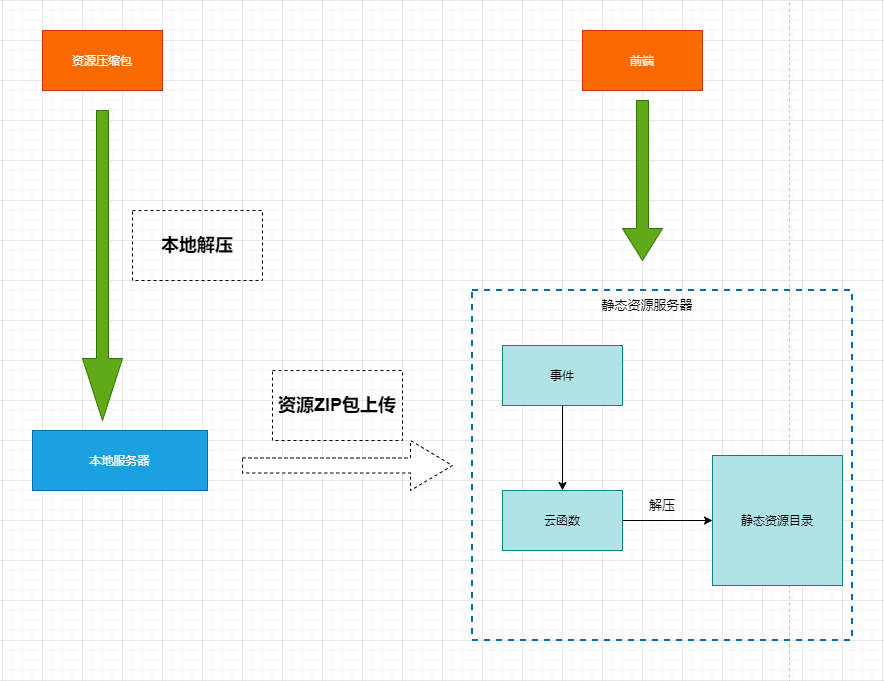 资源压缩包
前端
本地解压
静态资源服务器
事件
资源ZIP包上传
本地服务器
云函数
解压
静态资源目录